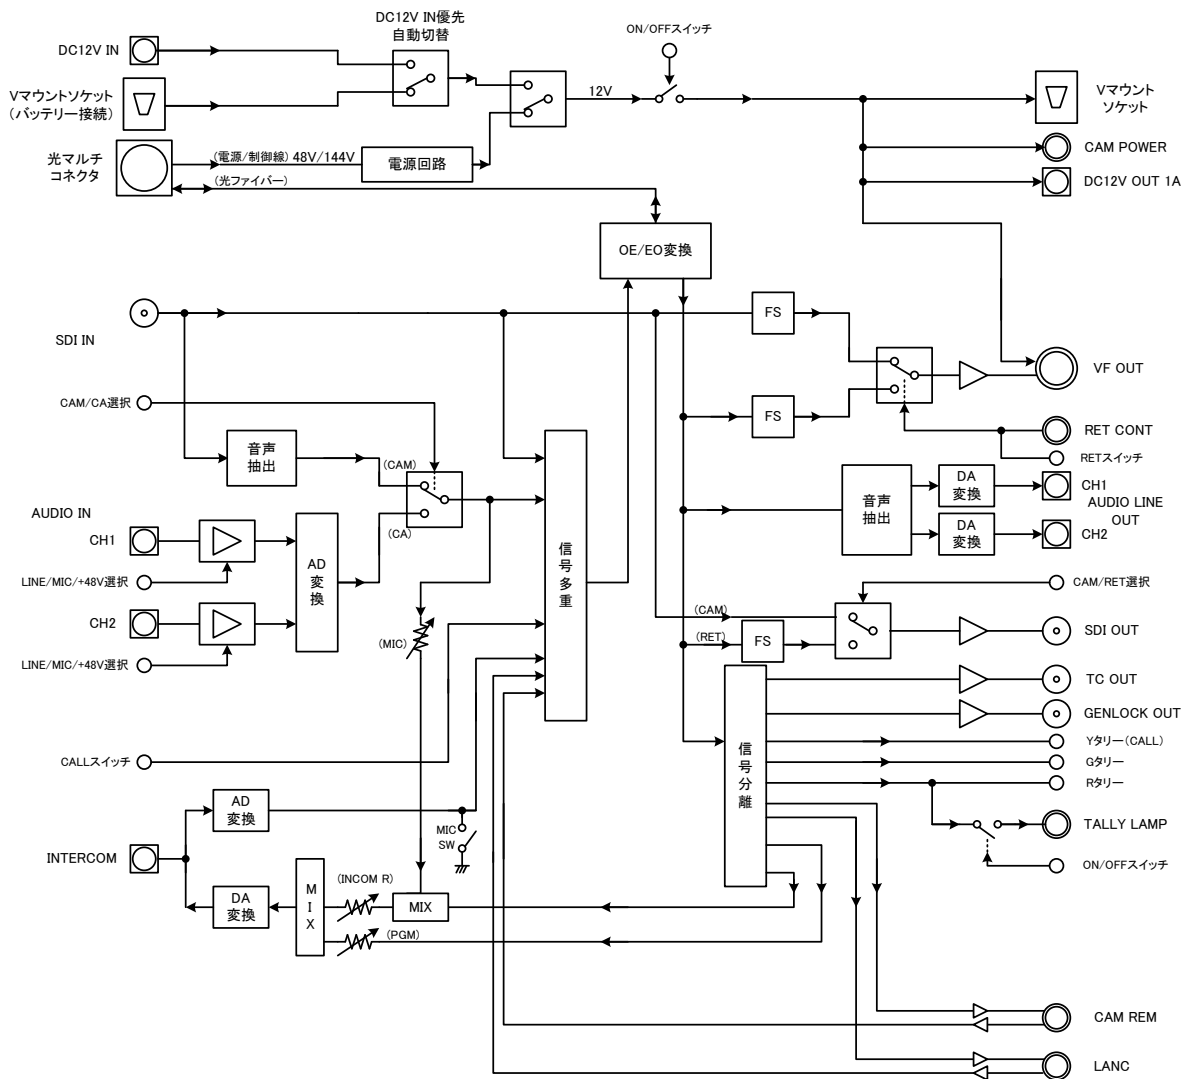 DC12V IN優先
自動切替
ON/OFFスイッチ
DC12V IN
Vマウントソケット
(バッテリー接続)
12V
Vマウント
ソケット
光マルチ
コネクタ
(電源/制御線) 48V/144V
電源回路
(光ファイバー)
CAM POWER
DC12V OUT 1A
OE/EO変換
SDI IN
FS
VF OUT
CAM/CA選択
FS
RET CONT
RETスイッチ
音声
抽出
(CAM)
(CA)
AUDIO IN
CH1
LINE/MIC/+48V選択
CH2
LINE/MIC/+48V選択
AD
変
換
信
号
多
重
音声
抽出
DA
変換
DA
変換
CH1
AUDIO LINE
OUT
CH2
CAM/RET選択
(CAM)
(RET)
FS
SDI OUT
(MIC)
TC OUT
GENLOCK OUT
Yタリー(CALL)
Gタリー
Rタリー
信
号
分
離
CALLスイッチ
AD
変換
MIC
SW
TALLY LAMP
INTERCOM
ON/OFFスイッチ
DA
変換
M
I
X
(INCOM R)
MIX
(PGM)
CAM REM
LANC